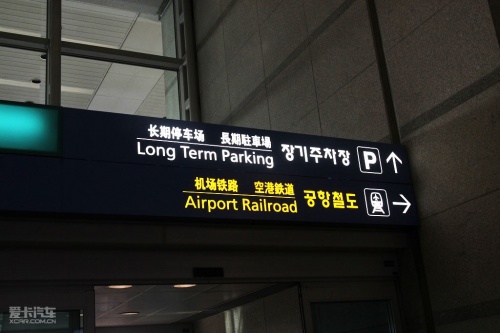 长期停车场 長期駐車場
Long Term Parking 장기주차장 P
机场铁路 空港鉄道
Airport Railroad 공항철도
爱卡汽车
XCAR.COM.CN